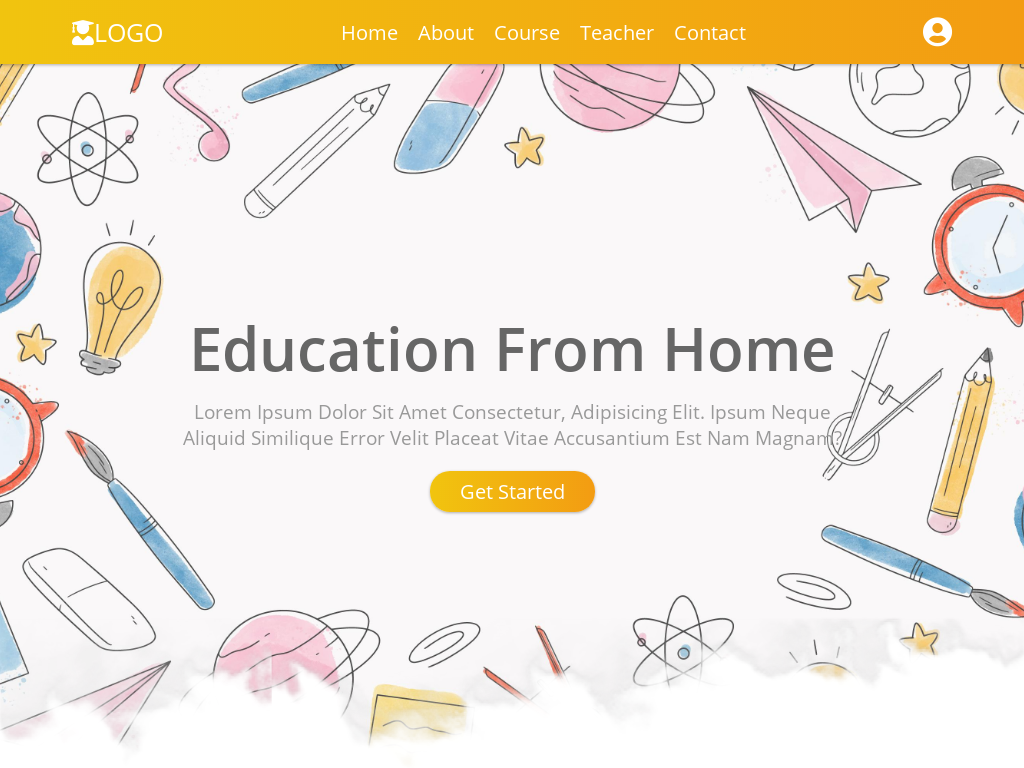 LOGO
Home About Course Teacher Contact
Education From Home
Lorem Ipsum Dolor Sit Amet Consectetur, Adipisicing Elit. Ipsum Neque
Aliquid Similique Error Velit Placeat Vitae Accusantium Est Nam Magnam?
Get Started